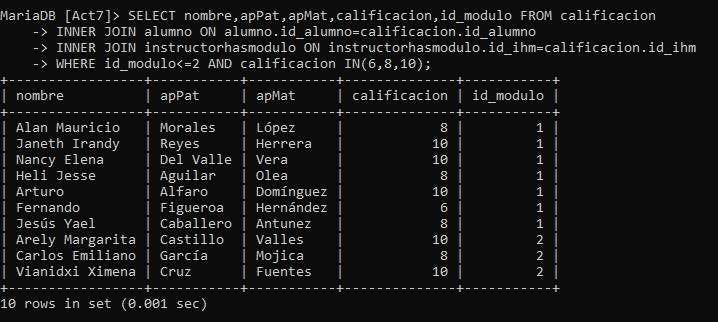 MariaDB [Act7]> SELECT nombre,apPat,apMat,calificacion,id_modulo FROM calificacion
    -> INNER JOIN alumno ON alumno.id_alumno=calificacion.id_alumno
    -> INNER JOIN instructorhasmodulo ON instructorhasmodulo.id_ihm=calificacion.id_ihm
    -> WHERE id_modulo<=2 AND calificacion IN(6,8,10);
+-----------------+-----------+-----------+--------------+-----------+
| nombre          | apPat     | apMat     | calificacion | id_modulo |
+-----------------+-----------+-----------+--------------+-----------+
| Alan Mauricio   | Morales   | López     |            8 |         1 |
| Janeth Irandy   | Reyes     | Herrera   |           10 |         1 |
| Nancy Elena     | Del Valle | Vera      |           10 |         1 |
| Heli Jesse      | Aguilar   | Olea      |            8 |         1 |
| Arturo          | Alfaro    | Domínguez |           10 |         1 |
| Fernando        | Figueroa  | Hernández |            6 |         1 |
| Jesús Yael      | Caballero | Antunez   |            8 |         1 |
| Arely Margarita | Castillo  | Valles    |           10 |         2 |
| Carlos Emiliano | García    | Mojica    |            8 |         2 |
| Vianidxi Ximena | Cruz      | Fuentes   |           10 |         2 |
+-----------------+-----------+-----------+--------------+-----------+
10 rows in set (0.001 sec)